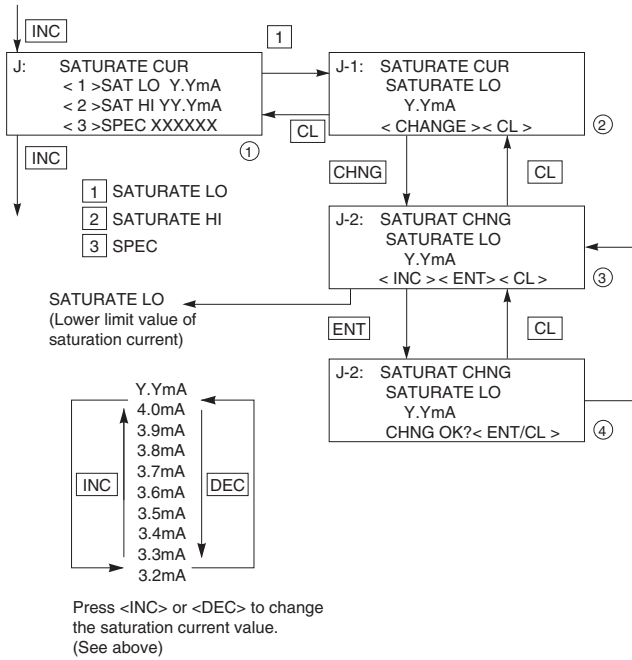 INC
J: SATURATE CUR
< 1 >SAT LO Y.YmA
< 2 >SAT HI YY.YmA
< 3 >SPEC XXXXXX
1
INC
1
CL
J-1: SATURATE CUR
SATURATE LO
Y.YmA
< CHANGE >< CL >
2
CHNG
CL
1 SATURATE LO
2 SATURATE HI
3 SPEC
J-2: SATURAT CHNG
SATURATE LO
Y.YmA
< INC >< ENT>< CL >
3
SATURATE LO
(Lower limit value of
saturation current)
ENT
CL
J-2: SATURAT CHNG
SATURATE LO
Y.YmA
CHNG OK?< ENT/CL >
4
Y.YmA
4.0mA
3.9mA
3.8mA
3.7mA
3.6mA
3.5mA
3.4mA
3.3mA
3.2mA
INC
DEC
Press <INC> or <DEC> to change
the saturation current value.
(See above)